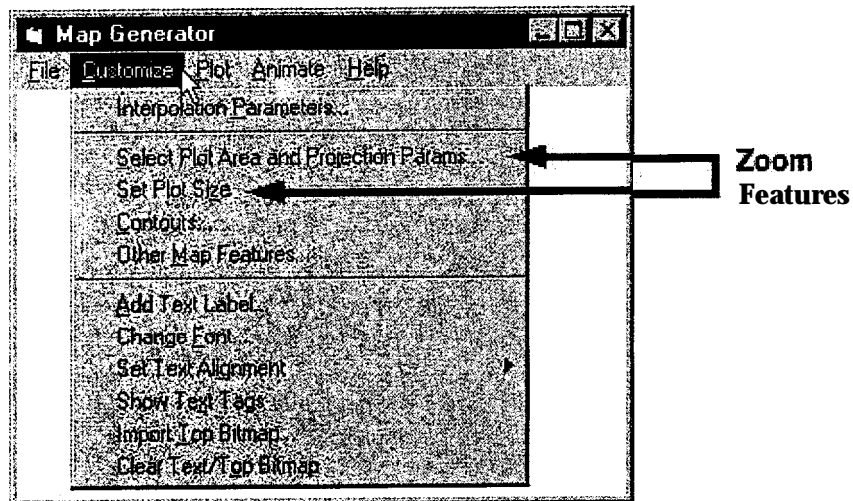 Map Generator
File Customize Plot Animate Help
Interpolation Parameters...
Select Plot Area and Projection Params...
Set Plot Size
Contours...
Other Map Features...
Add Text Label...
Change Font...
Set Text Alignment
Show Text Tags
Import Top Bitmap...
Clear Text/Top Bitmap
Zoom
Features